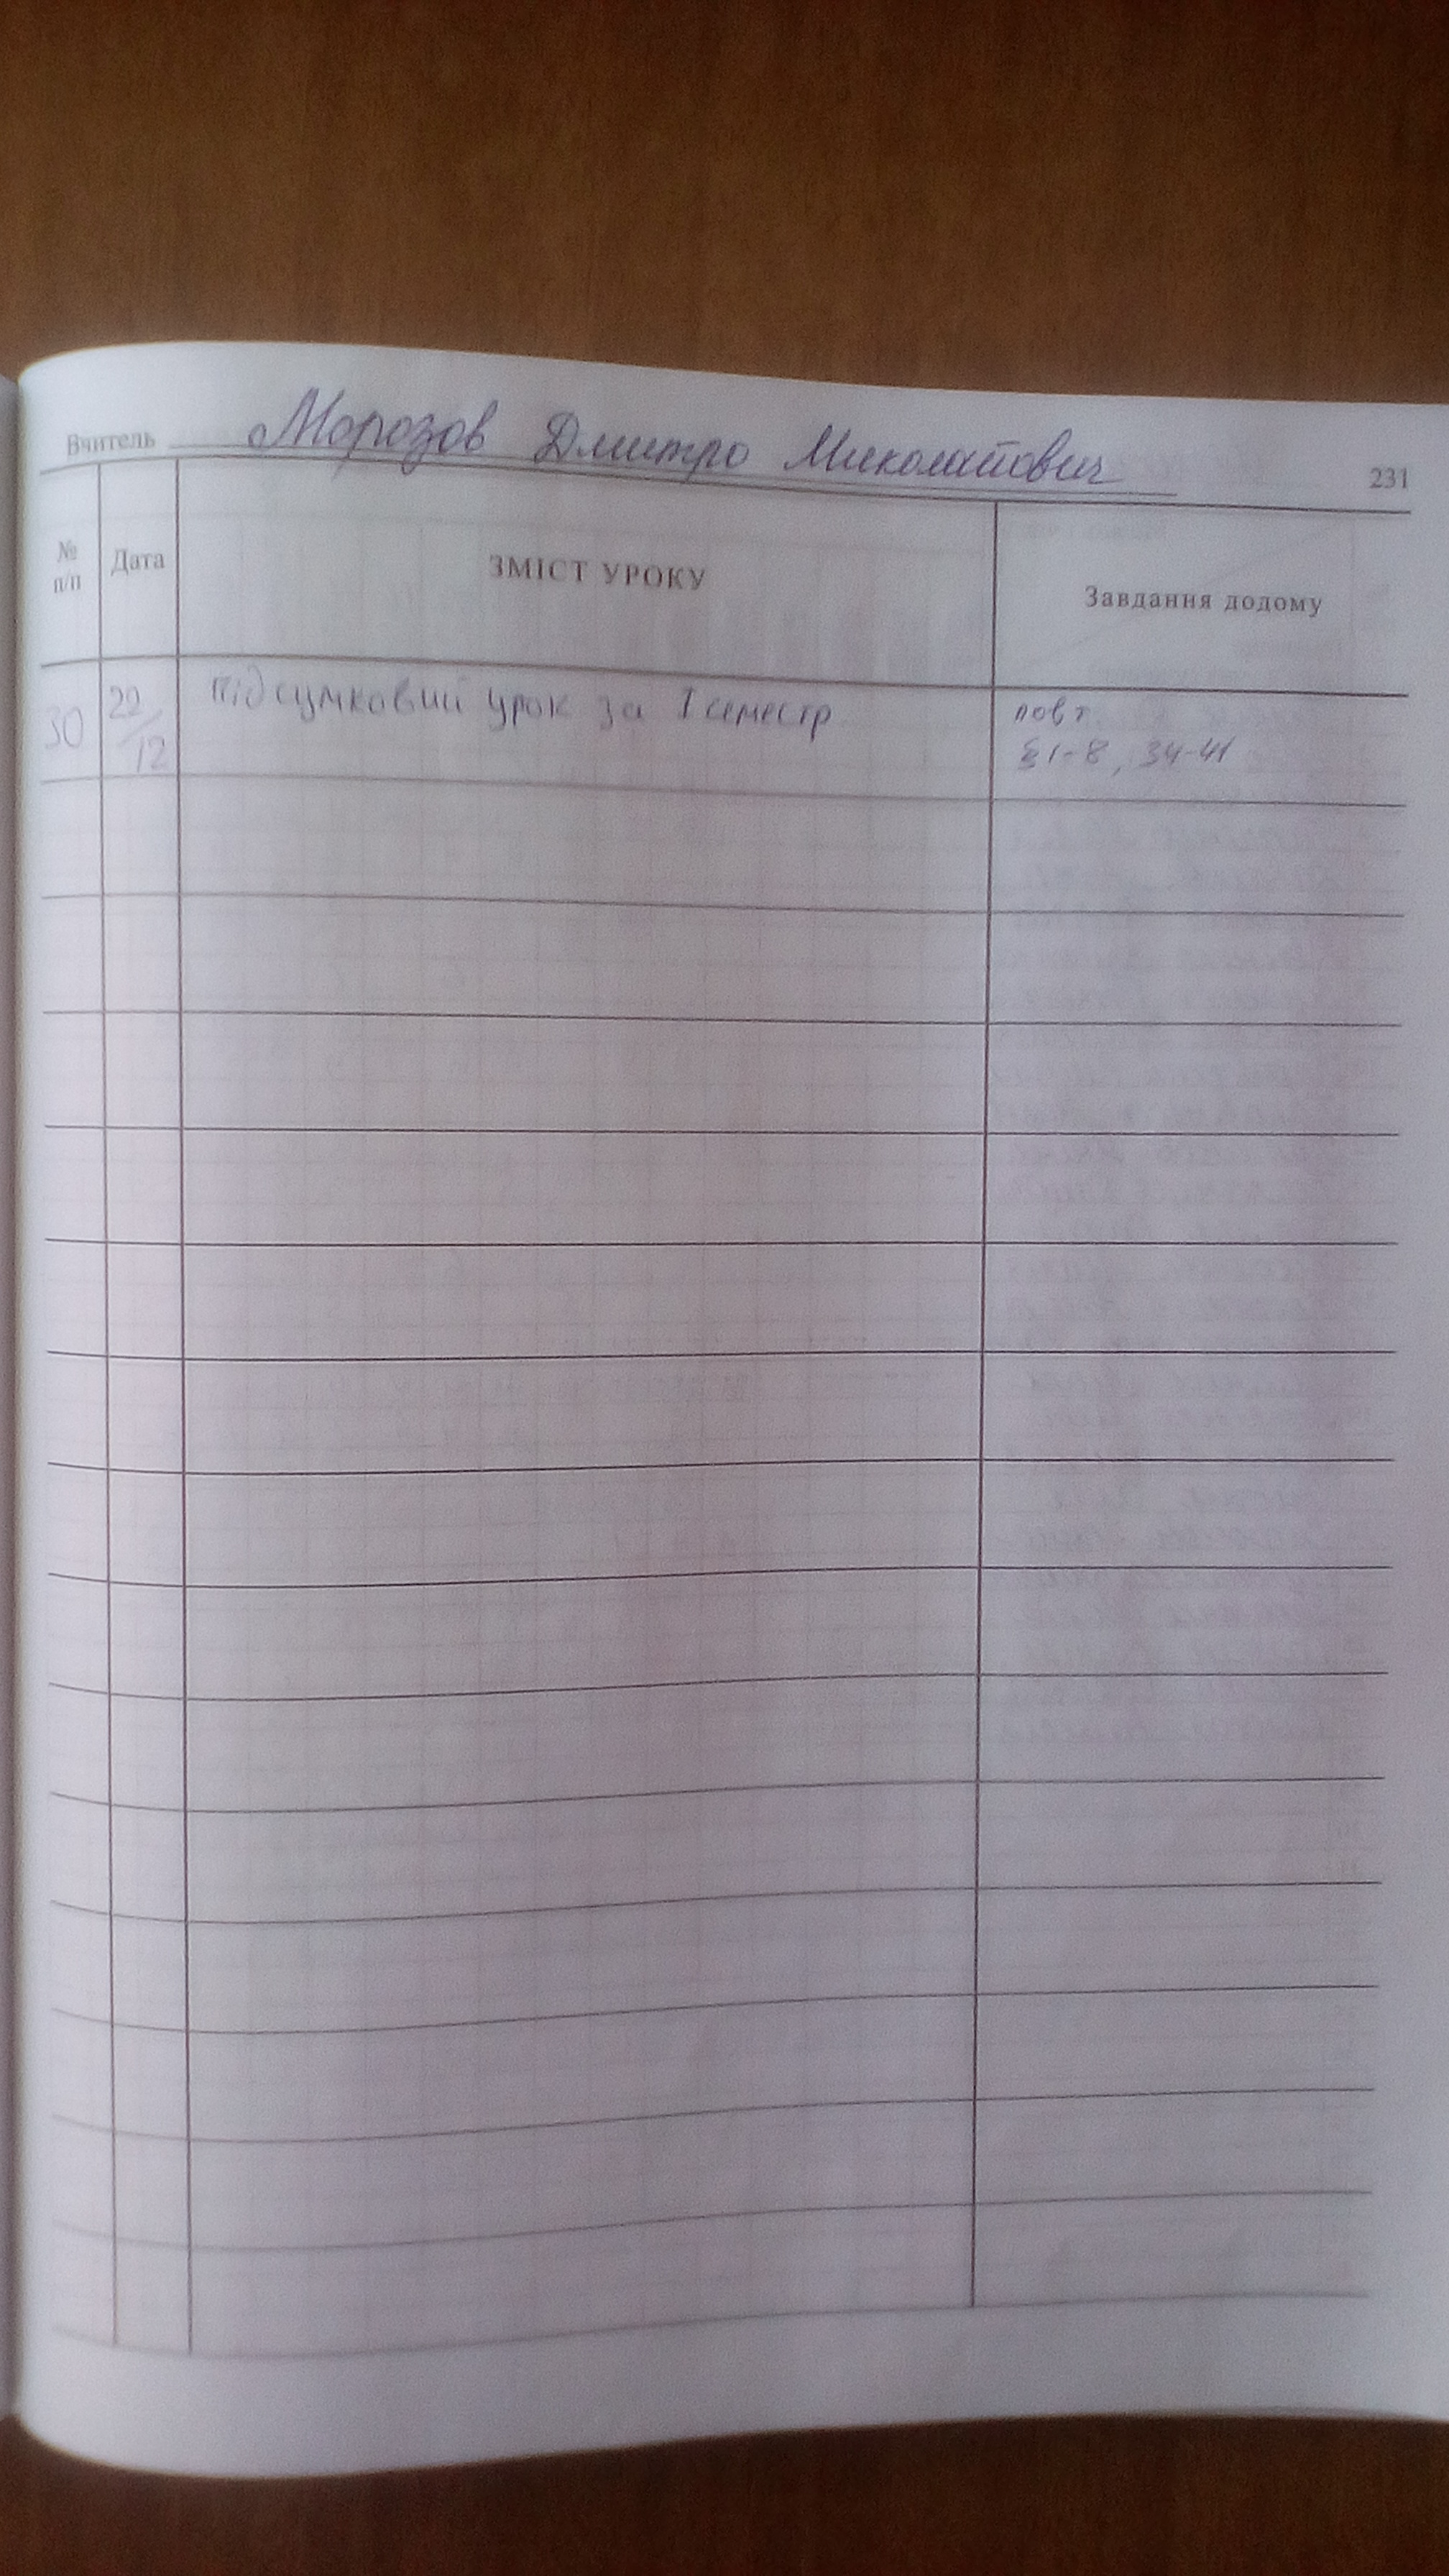 Вчитель Морозов Дмитро Миколайович
231
№ п/п
Дата
ЗМІСТ УРОКУ
Завдання додому
30
22/12
Підсумковий урок за І семестр
повт.
§1-8, 34-41